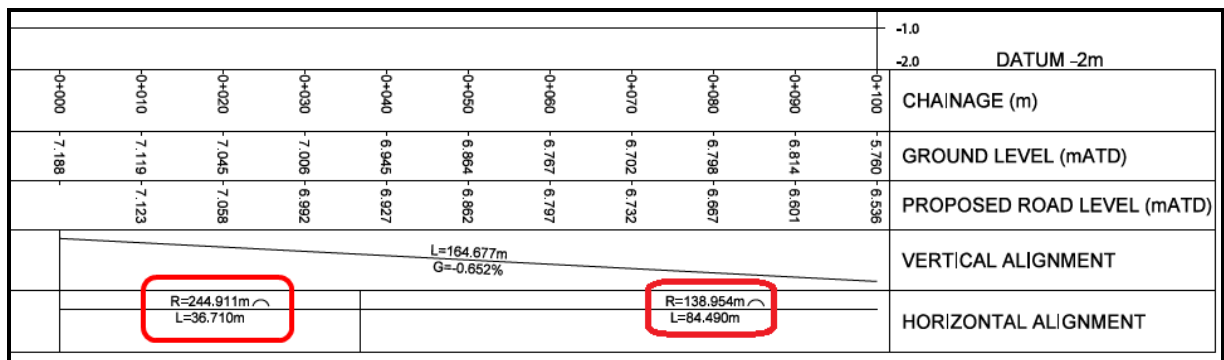 -1.0
-2.0 DATUM -2m
0+000 0+010 0+020 0+030 0+040 0+050 0+060 0+070 0+080 0+090 0+100 CHAINAGE (m)
7.188 7.119 7.045 7.006 6.945 6.864 6.767 6.702 6.798 6.814 5.760 GROUND LEVEL (mATD)
7.123 7.058 6.992 6.927 6.862 6.797 6.732 6.667 6.601 6.536 PROPOSED ROAD LEVEL (mATD)
L=164.677m
G=-0.652%
VERTICAL ALIGNMENT
R=244.911m
L=36.710m
R=138.954m
L=84.490m
HORIZONTAL ALIGNMENT